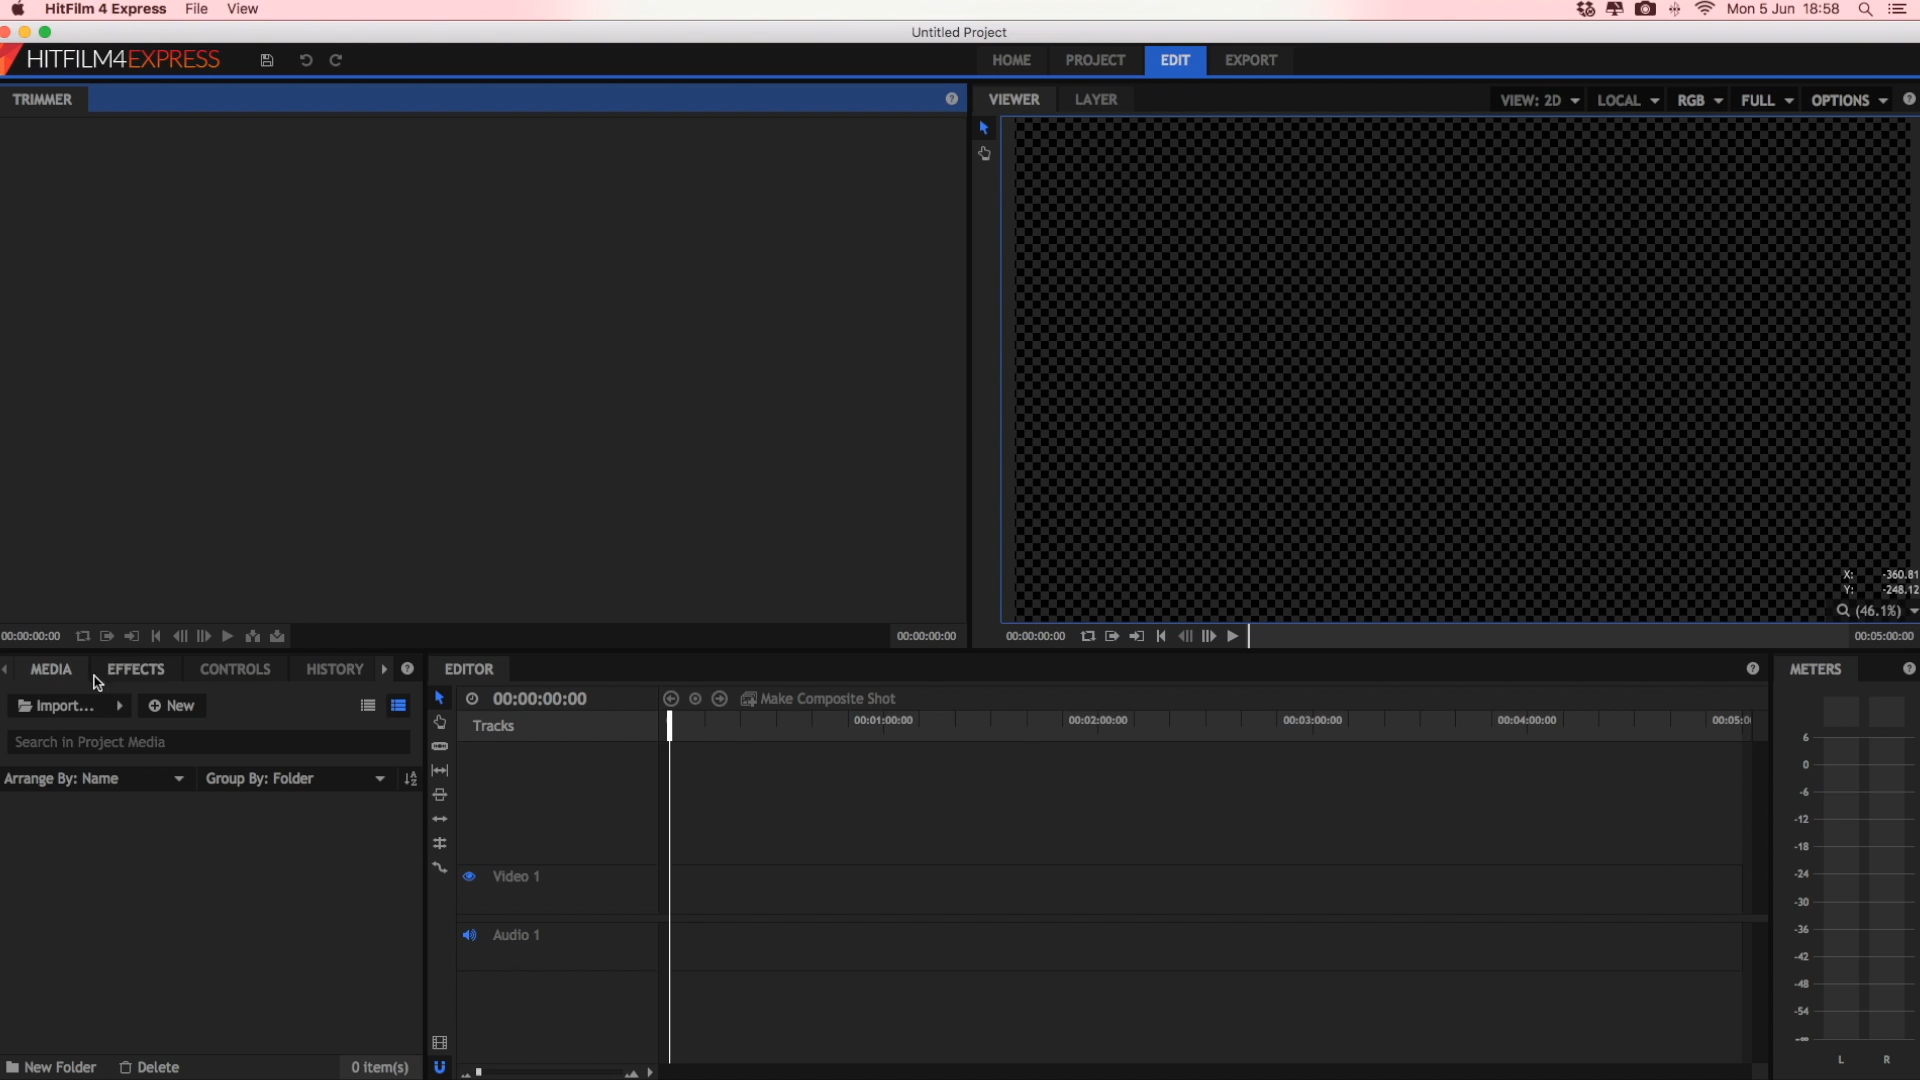 HitFilm 4 Express File View Mon 5 Jun 18:58
Untitled Project
HITFILM4EXPRESS HOME PROJECT EDIT EXPORT
TRIMMER VIEWER LAYER VIEW: 2D LOCAL RGB FULL OPTIONS
X: -360.81
Y: -248.12
(46.1%)
00:00:00:00 00:00:00:00 00:00:00:00 00:05:00:00
MEDIA EFFECTS CONTROLS HISTORY EDITOR METERS
Import... New 00:00:00:00 Make Composite Shot
Tracks 00:01:00:00 00:02:00:00 00:03:00:00 00:04:00:00 00:05:0
Search in Project Media
Arrange By: Name Group By: Folder
Video 1
Audio 1
6
0
-6
-12
-18
-24
-30
-36
-42
-48
-54
-∞
L R
New Folder Delete 0 item(s)